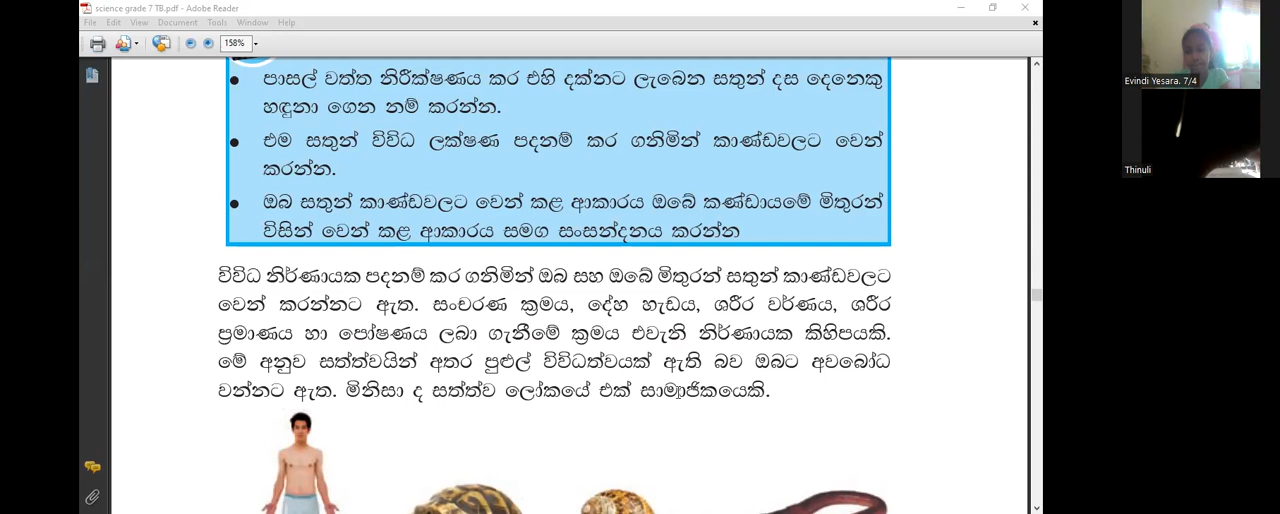 science grade 7 TB.pdf - Adobe Reader
File Edit View Document Tools Window Help
158%
• පාසල් වත්ත නිරීක්ෂණය කර එහි දක්නට ලැබෙන සතුන් දස දෙනෙකු
හඳුනා ගෙන නම් කරන්න.
• එම සතුන් විවිධ ලක්ෂණ පදනම් කර ගනිමින් කාණ්ඩවලට වෙන්
කරන්න.
• ඔබ සතුන් කාණ්ඩවලට වෙන් කළ ආකාරය ඔබේ කණ්ඩායමේ මිතුරන්
විසින් වෙන් කළ ආකාරය සමග සංසන්දනය කරන්න
විවිධ නිර්ණායක පදනම් කර ගනිමින් ඔබ සහ ඔබේ මිතුරන් සතුන් කාණ්ඩවලට
වෙන් කරන්නට ඇත. සංචරණ ක්‍රමය, දේහ හැඩය, ශරීර වර්ණය, ශරීර
ප්‍රමාණය හා පෝෂණය ලබා ගැනීමේ ක්‍රමය එවැනි නිර්ණායක කිහිපයකි.
මේ අනුව සත්ත්වයින් අතර පුළුල් විවිධත්වයක් ඇති බව ඔබට අවබෝධ
වන්නට ඇත. මිනිසා ද සත්ත්ව ලෝකයේ එක් සාමාජිකයෙකි.
Evindi Yesara. 7/4
Thinuli